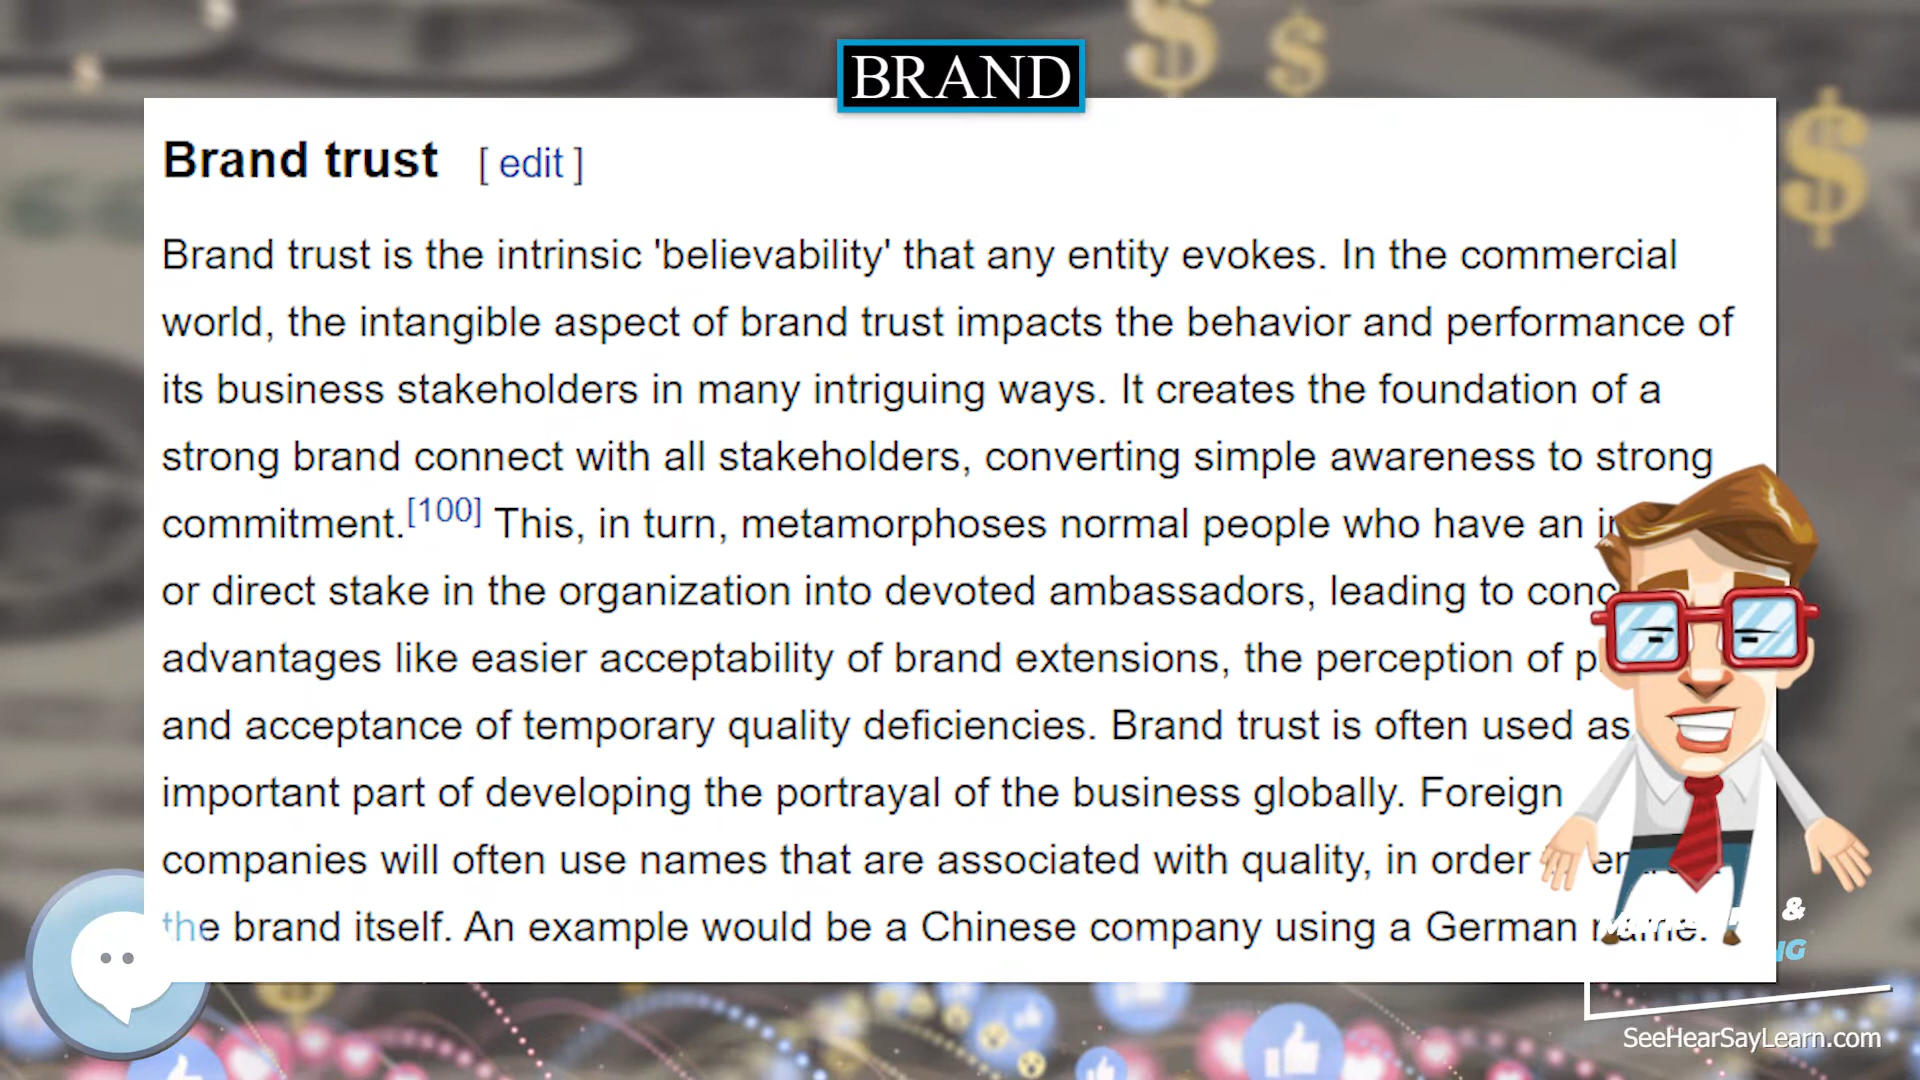 BRAND
Brand trust [ edit ]
Brand trust is the intrinsic 'believability' that any entity evokes. In the commercial
world, the intangible aspect of brand trust impacts the behavior and performance of
its business stakeholders in many intriguing ways. It creates the foundation of a
strong brand connect with all stakeholders, converting simple awareness to strong
commitment.[100] This, in turn, metamorphoses normal people who have an
or direct stake in the organization into devoted ambassadors, leading to
advantages like easier acceptability of brand extensions, the perception of
and acceptance of temporary quality deficiencies. Brand trust is often used as
important part of developing the portrayal of the business globally. Foreign
companies will often use names that are associated with quality, in order
the brand itself. An example would be a Chinese company using a German name.
&
SeeHearSayLearn.com